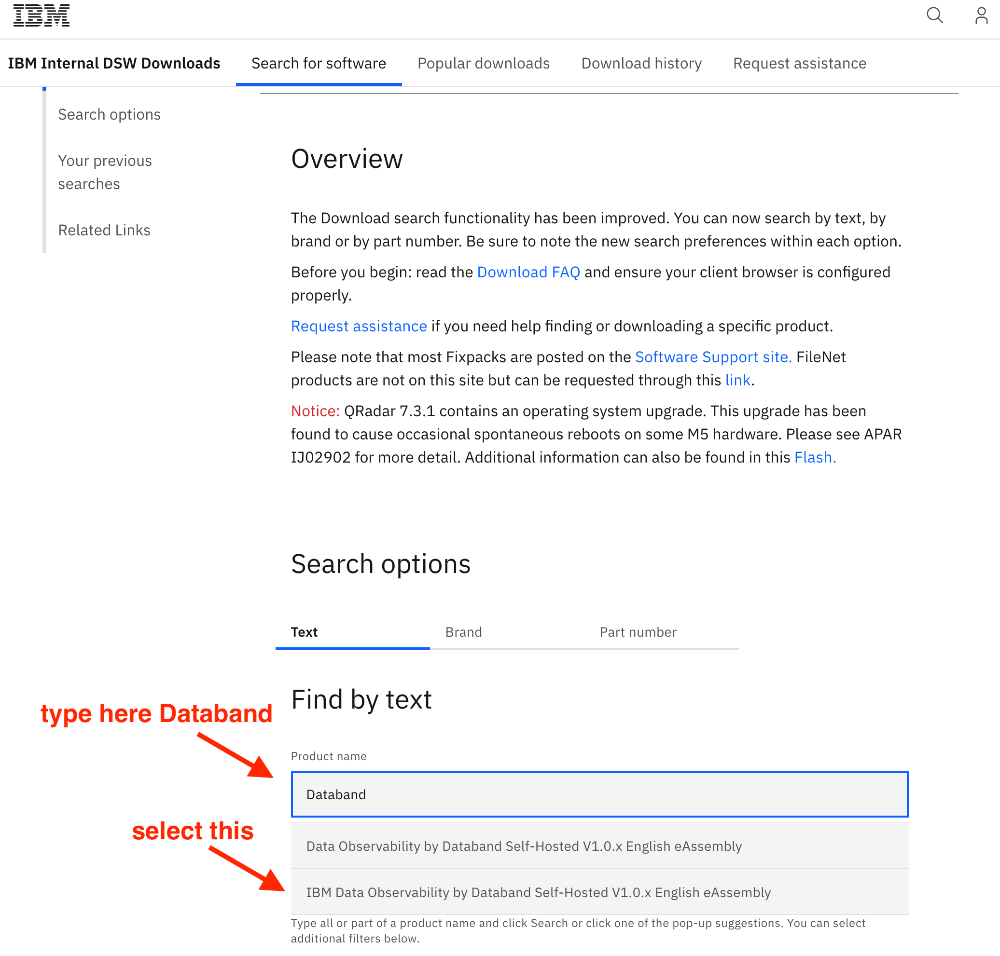 IBM
IBM Internal DSW Downloads
Search for software
Popular downloads
Download history
Request assistance
Search options
Your previous
searches
Related Links
Overview
The Download search functionality has been improved. You can now search by text, by
brand or by part number. Be sure to note the new search preferences within each option.
Before you begin: read the Download FAQ and ensure your client browser is configured
properly.
Request assistance if you need help finding or downloading a specific product.
Please note that most Fixpacks are posted on the Software Support site. FileNet
products are not on this site but can be requested through this link.
Notice: QRadar 7.3.1 contains an operating system upgrade. This upgrade has been
found to cause occasional spontaneous reboots on some M5 hardware. Please see APAR
IJ02902 for more detail. Additional information can also be found in this Flash.
Search options
Text
Brand
Part number
Find by text
type here Databand
Product name
Databand
select this
Data Observability by Databand Self-Hosted V1.0.x English eAssembly
IBM Data Observability by Databand Self-Hosted V1.0.x English eAssembly
Type all or part of a product name and click Search or click one of the pop-up suggestions. You can select
additional filters below.